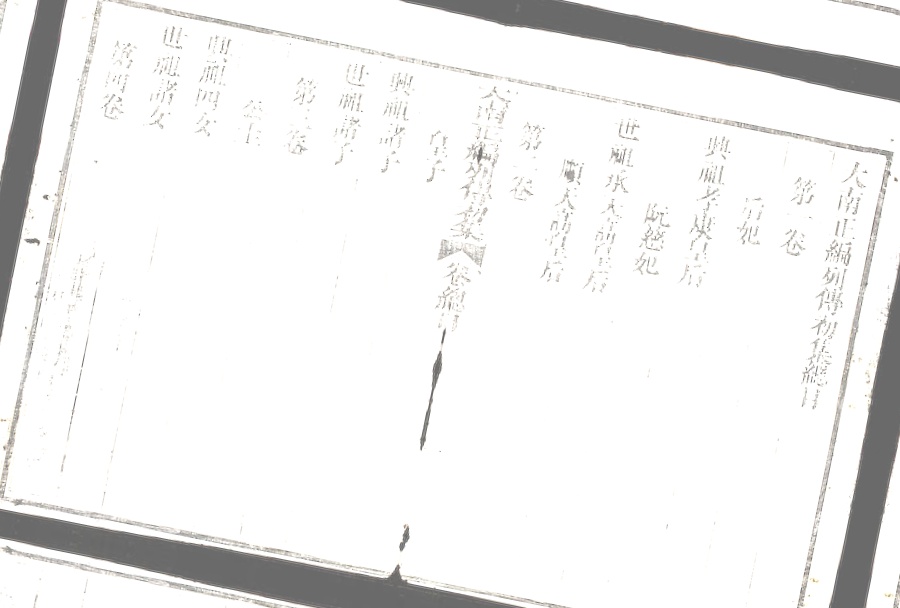 大南正編列傳初集總目
第一卷
后妃
興祖孝康皇后
阮继妃
世祖承天高皇后
順天高皇后
第二卷
大南正編列傳初集 卷總目
皇子
興祖諸子
世祖諸子
第三卷
公主
興祖四女
世祖諸女
第四卷